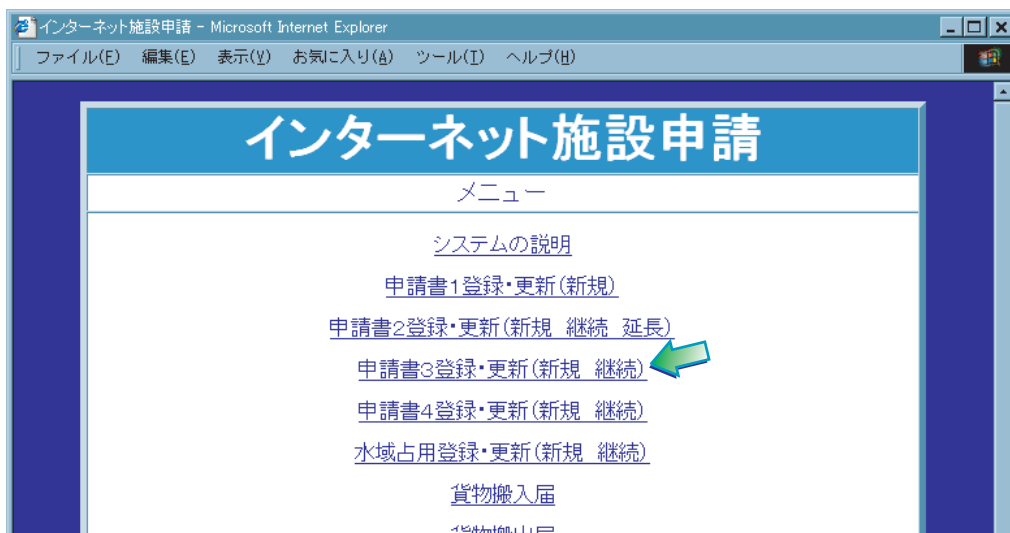 インターネット施設申請 - Microsoft Internet Explorer
ファイル(F) 編集(E) 表示(V) お気に入り(A) ツール(T) ヘルプ(H)
インターネット施設申請
メニュー
システムの説明
申請書1登録・更新(新規)
申請書2登録・更新(新規 継続 延長)
申請書3登録・更新(新規 継続)
申請書4登録・更新(新規 継続)
水域占用登録・更新(新規 継続)
貨物搬入届
貨物搬出届